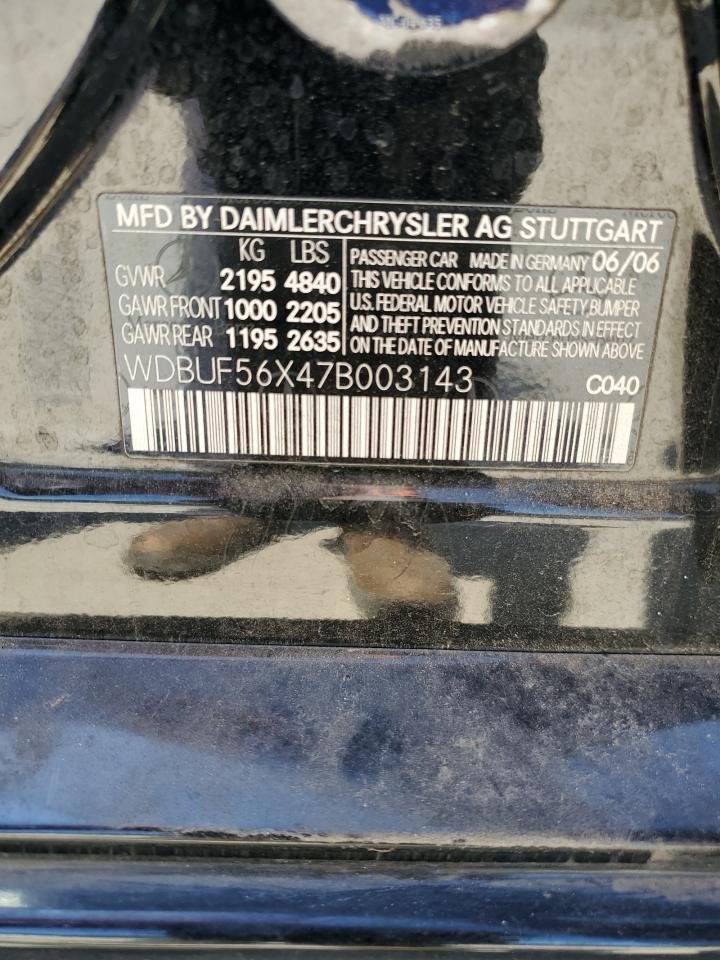 MFD BY DAIMLERCHRYSLER AG STUTTGART
KG LBS
GVWR 2195 4840
GAWR FRONT 1000 2205
GAWR REAR 1195 2635
PASSENGER CAR MADE IN GERMANY 06/06
THIS VEHICLE CONFORMS TO ALL APPLICABLE
U.S. FEDERAL MOTOR VEHICLE SAFETY, BUMPER
AND THEFT PREVENTION STANDARDS IN EFFECT
ON THE DATE OF MANUFACTURE SHOWN ABOVE
WDBUF56X47B003143
C040